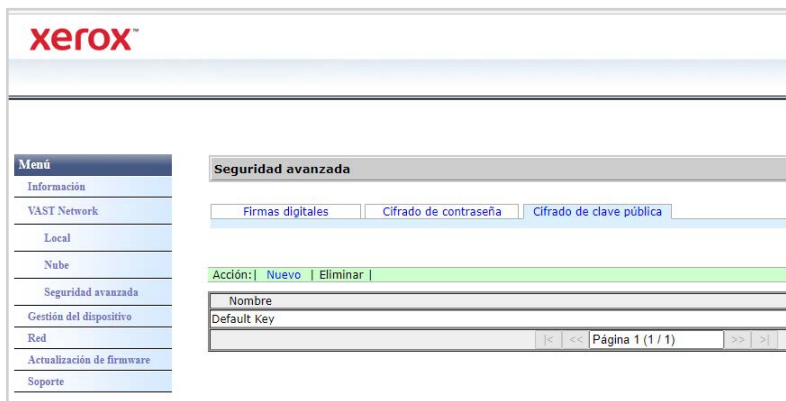 xerox™
Menú
Información
VAST Network
Local
Nube
Seguridad avanzada
Gestión del dispositivo
Red
Actualización de firmware
Soporte
Seguridad avanzada
Firmas digitales Cifrado de contraseña Cifrado de clave pública
Acción:| Nuevo | Eliminar |
Nombre
Default Key
|< << Página 1 (1 / 1) >> >|